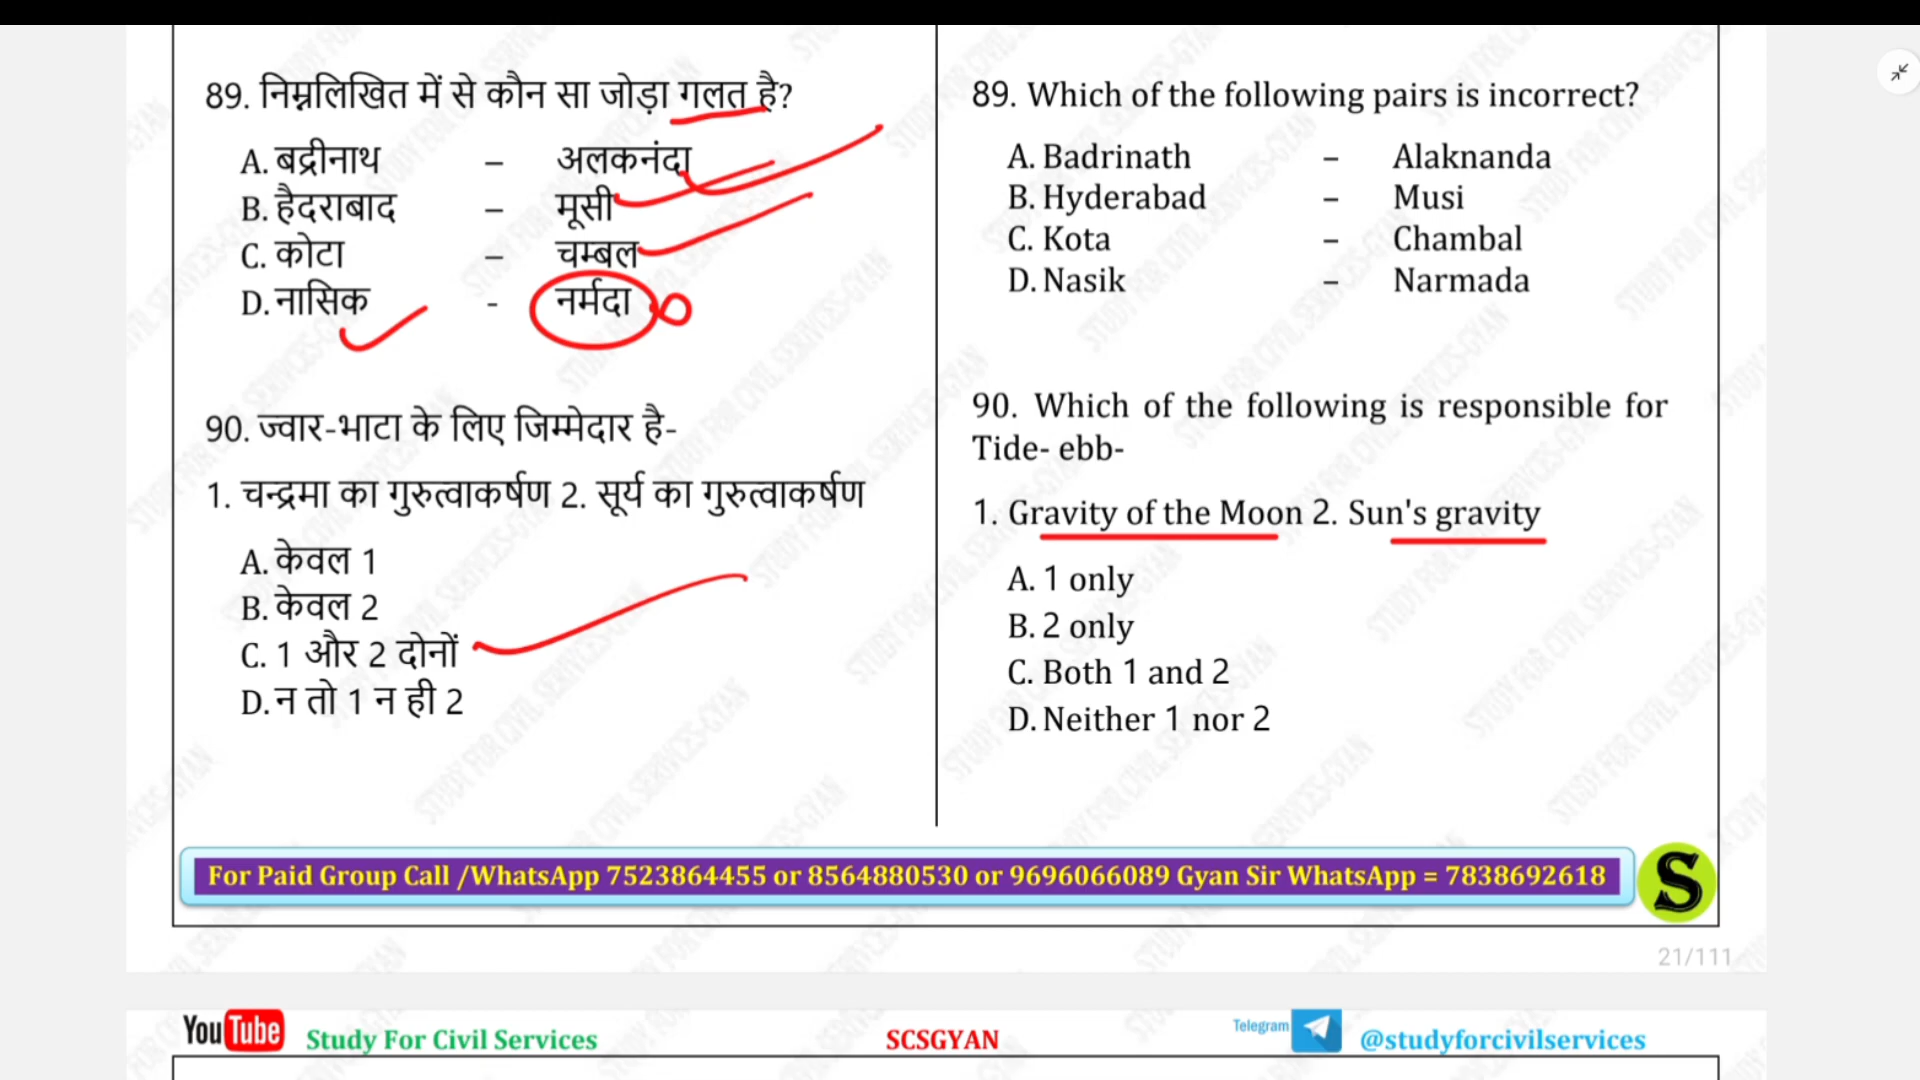 89. निम्नलिखित में से कौन सा जोड़ा गलत है?
A. बद्रीनाथ – अलकनंदा
B. हैदराबाद – मूसी
C. कोटा – चम्बल
D. नासिक - नर्मदा
90. ज्वार-भाटा के लिए जिम्मेदार है-
1. चन्द्रमा का गुरुत्वाकर्षण 2. सूर्य का गुरुत्वाकर्षण
A. केवल 1
B. केवल 2
C. 1 और 2 दोनों
D. न तो 1 न ही 2
89. Which of the following pairs is incorrect?
A. Badrinath – Alaknanda
B. Hyderabad – Musi
C. Kota – Chambal
D. Nasik – Narmada
90. Which of the following is responsible for
Tide- ebb-
1. Gravity of the Moon 2. Sun's gravity
A. 1 only
B. 2 only
C. Both 1 and 2
D. Neither 1 nor 2
For Paid Group Call /WhatsApp 7523864455 or 8564880530 or 9696066089 Gyan Sir WhatsApp = 7838692618
S
21/111
YouTube Study For Civil Services SCSGYAN Telegram @studyforcivilservices
STUDY FOR CIVIL SERVICES-GYAN